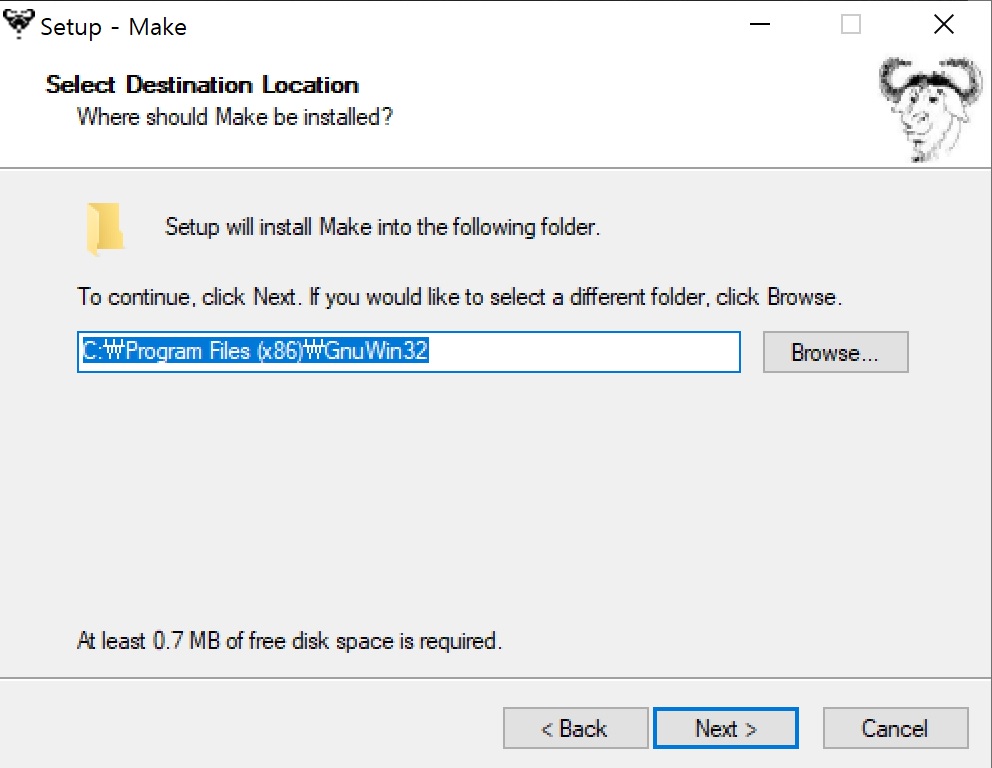 Setup - Make
Select Destination Location
Where should Make be installed?
Setup will install Make into the following folder.
To continue, click Next. If you would like to select a different folder, click Browse.
C:₩Program Files (x86)₩GnuWin32
Browse...
At least 0.7 MB of free disk space is required.
< Back
Next >
Cancel